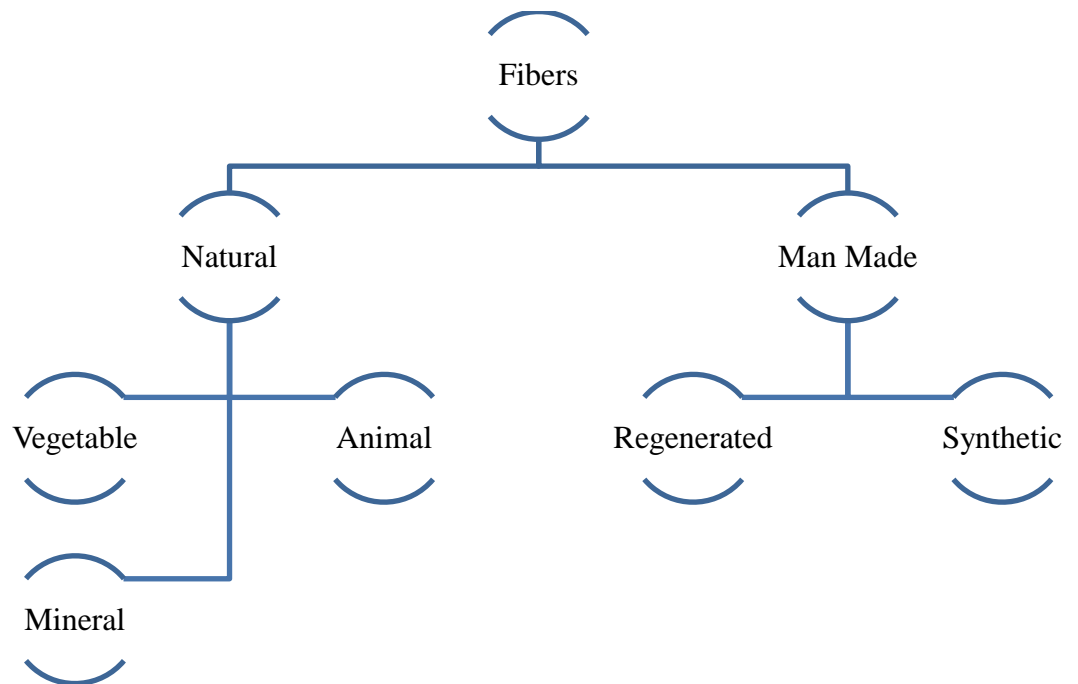 Fibers
Natural
Man Made
Vegetable
Animal
Regenerated
Synthetic
Mineral